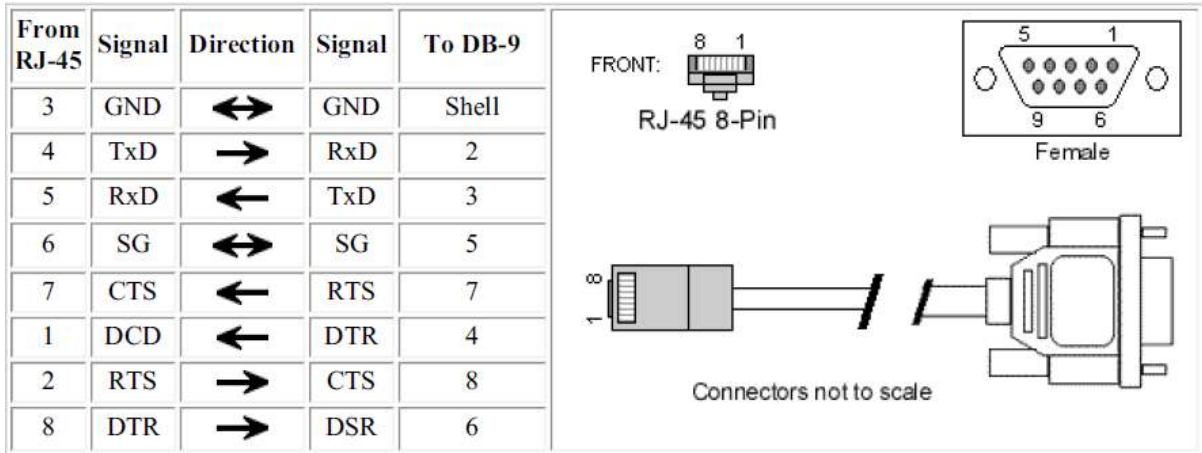 From RJ-45 Signal Direction Signal To DB-9
3 GND GND Shell
4 TxD RxD 2
5 RxD TxD 3
6 SG SG 5
7 CTS RTS 7
1 DCD DTR 4
2 RTS CTS 8
8 DTR DSR 6
8 1
FRONT:
RJ-45 8-Pin
5 1
9 6
Female
8
1
Connectors not to scale